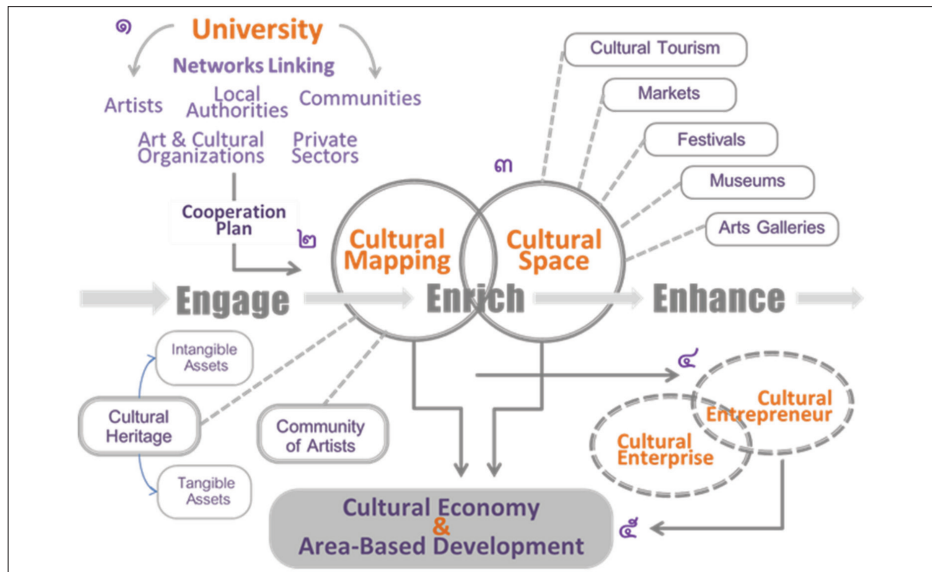 ๑
University
Networks Linking
Artists
Local
Authorities
Communities
Art & Cultural
Organizations
Private
Sectors
Cooperation
Plan
๒
Cultural
Mapping
๓
Cultural
Space
Cultural Tourism
Markets
Festivals
Museums
Arts Galleries
Engage
Enrich
Enhance
Intangible
Assets
Cultural
Heritage
Tangible
Assets
Community
of Artists
๔
Cultural
Entrepreneur
Cultural
Enterprise
Cultural Economy
&
Area-Based Development
๕